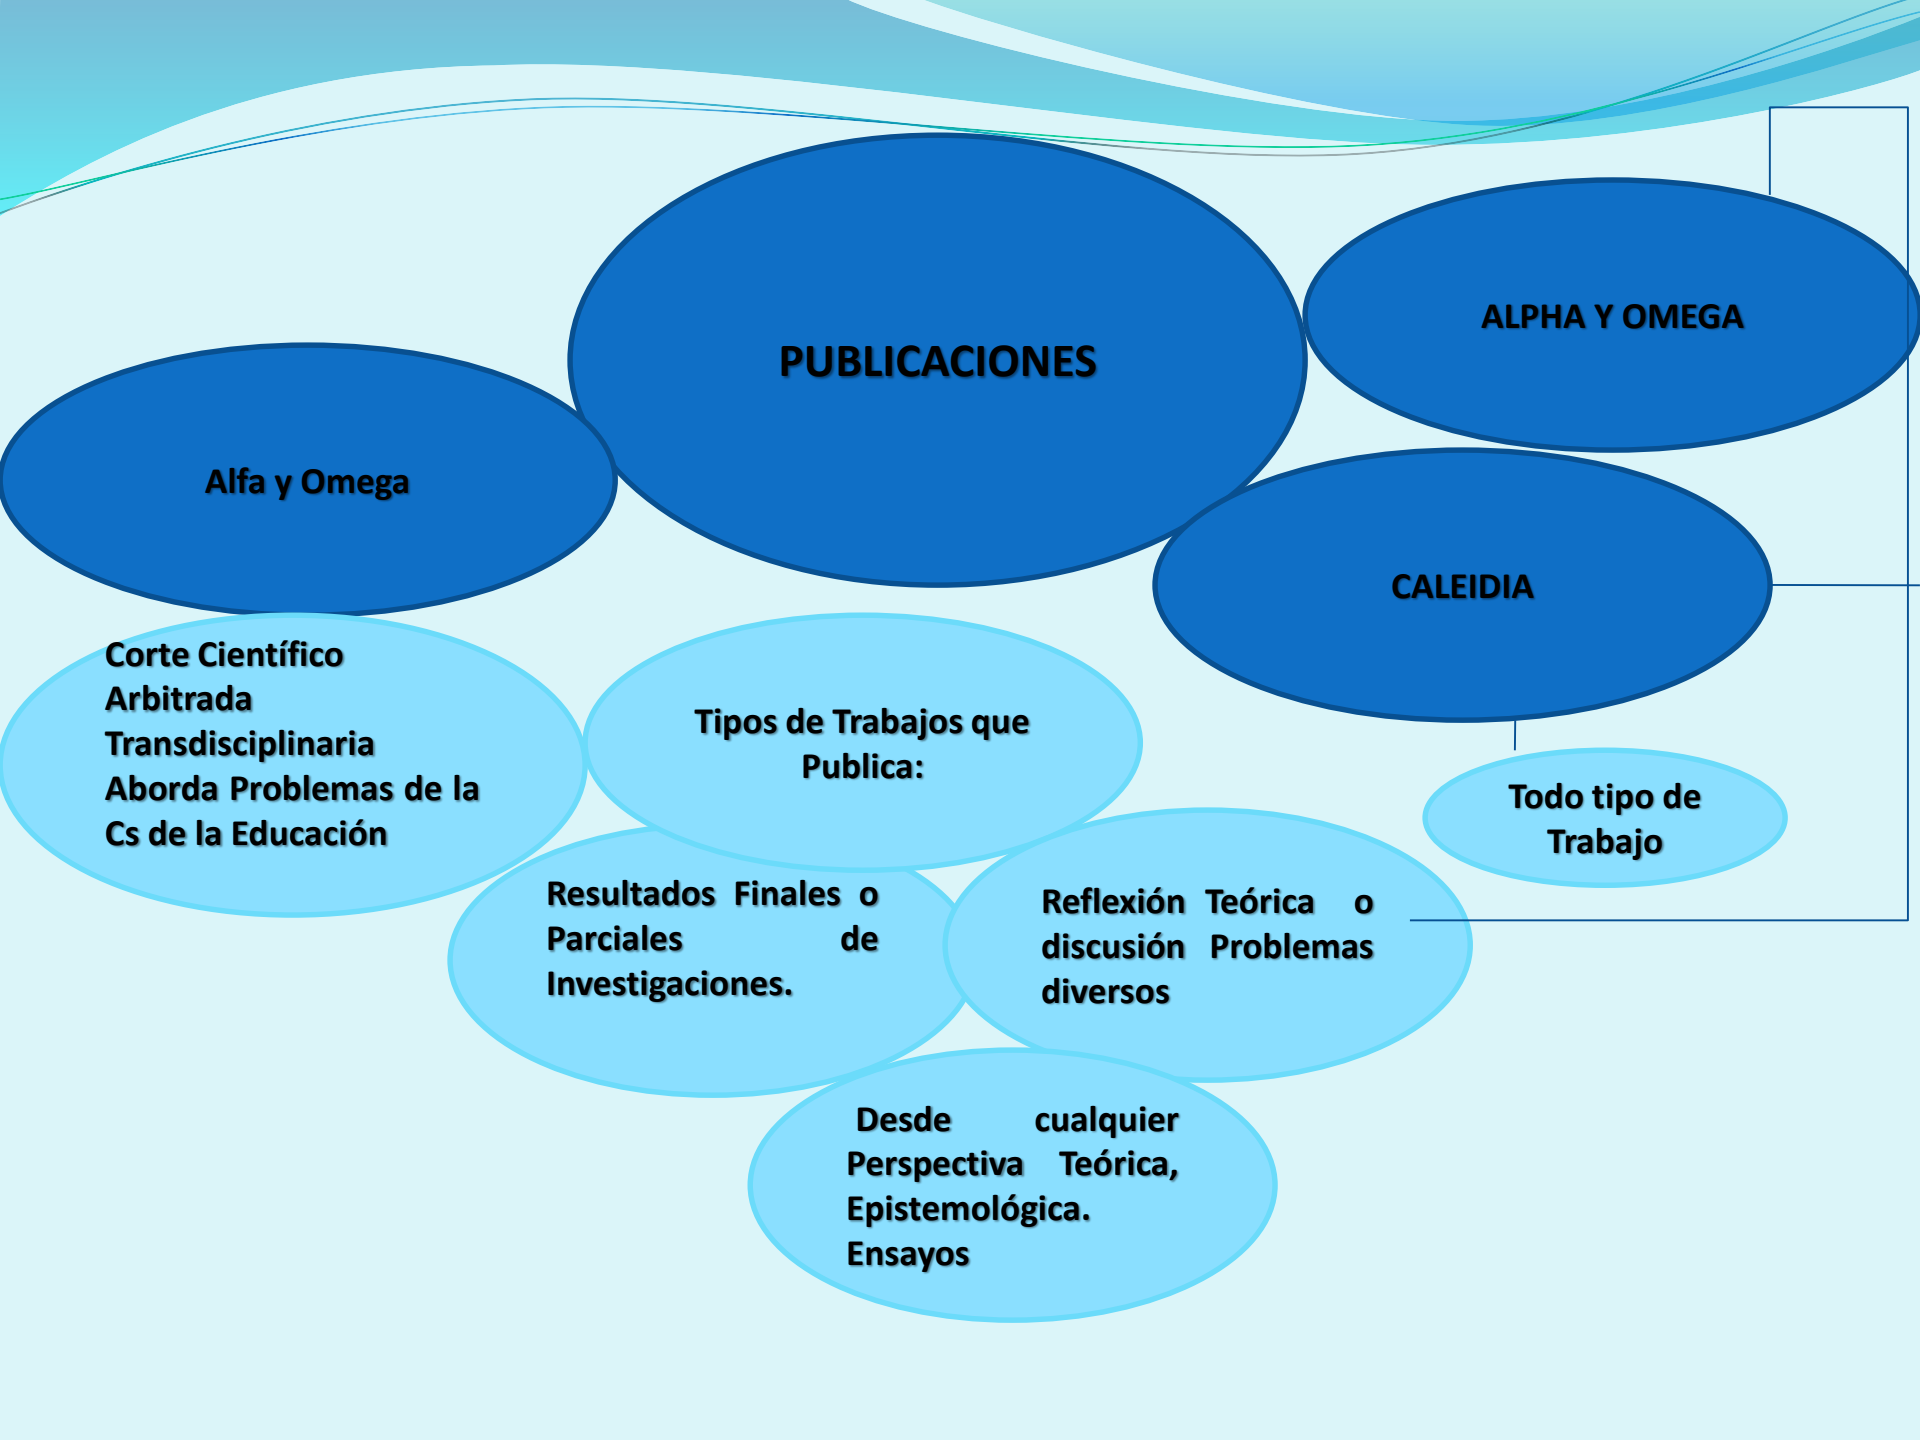 PUBLICACIONES
ALPHA Y OMEGA
Alfa y Omega
CALEIDIA
Corte Científico
Arbitrada
Transdisciplinaria
Aborda Problemas de la
Cs de la Educación
Tipos de Trabajos que
Publica:
Todo tipo de
Trabajo
Resultados Finales o
Parciales de
Investigaciones.
Reflexión Teórica o
discusión Problemas
diversos
Desde cualquier
Perspectiva Teórica,
Epistemológica.
Ensayos